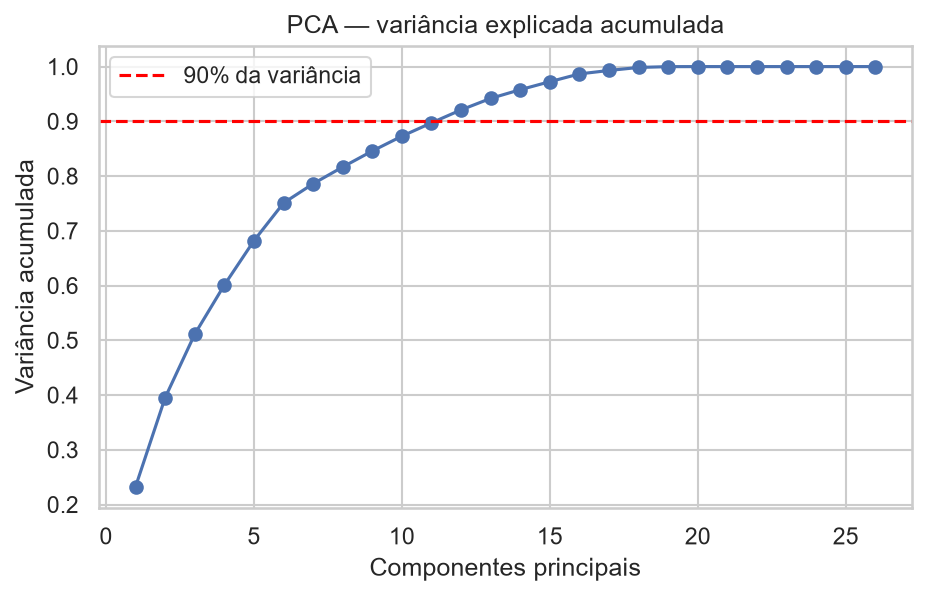 PCA — variância explicada acumulada
90% da variância
Variância acumulada
1.0
0.9
0.8
0.7
0.6
0.5
0.4
0.3
0.2
0 5 10 15 20 25
Componentes principais